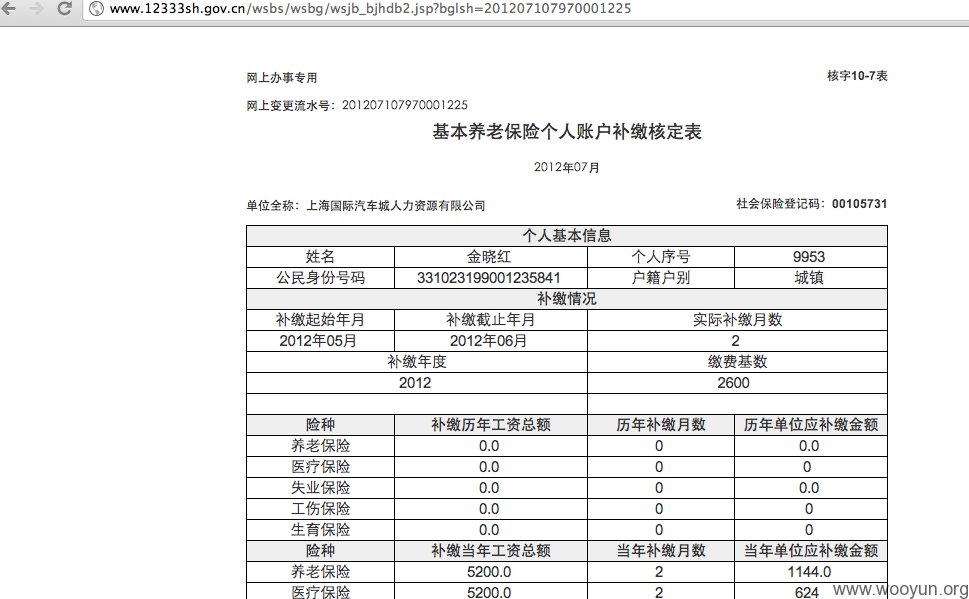 www.12333sh.gov.cn/wsbs/wsbg/wsjb_bjhdb2.jsp?bglsh=201207107970001225
网上办事专用 核字10-7表
网上变更流水号：201207107970001225
基本养老保险个人账户补缴核定表
2012年07月
单位全称：上海国际汽车城人力资源有限公司 社会保险登记码：00105731
个人基本信息
姓名 金晓红 个人序号 9953
公民身份号码 331023199001235841 户籍户别 城镇
补缴情况
补缴起始年月 补缴截止年月 实际补缴月数
2012年05月 2012年06月 2
补缴年度 缴费基数
2012 2600
险种 补缴历年工资总额 历年补缴月数 历年单位应补缴金额
养老保险 0.0 0 0.0
医疗保险 0.0 0 0
失业保险 0.0 0 0.0
工伤保险 0.0 0 0
生育保险 0.0 0 0
险种 补缴当年工资总额 当年补缴月数 当年单位应补缴金额
养老保险 5200.0 2 1144.0
医疗保险 5200.0 2 624
www.wooyun.org